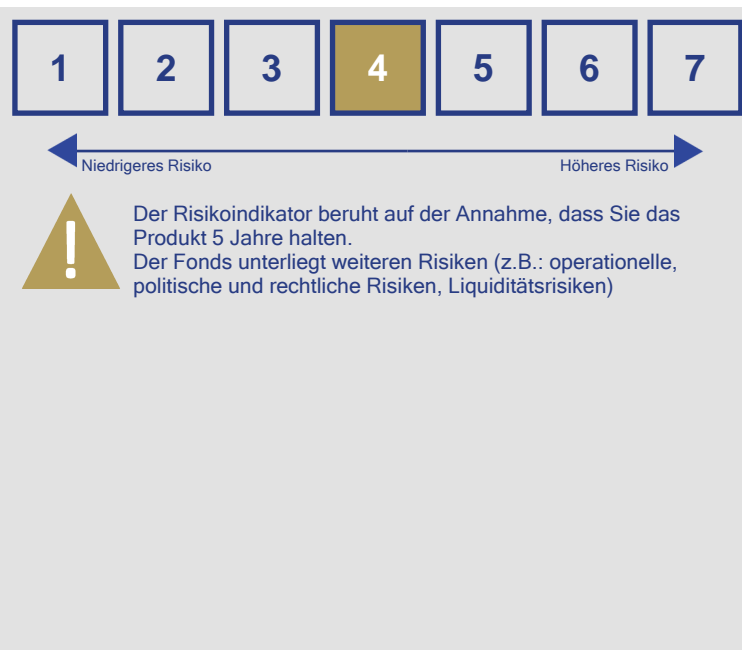 1 2 3 4 5 6 7
Niedrigeres Risiko Höheres Risiko
Der Risikoindikator beruht auf der Annahme, dass Sie das
Produkt 5 Jahre halten.
Der Fonds unterliegt weiteren Risiken (z.B.: operationelle,
politische und rechtliche Risiken, Liquiditätsrisiken)